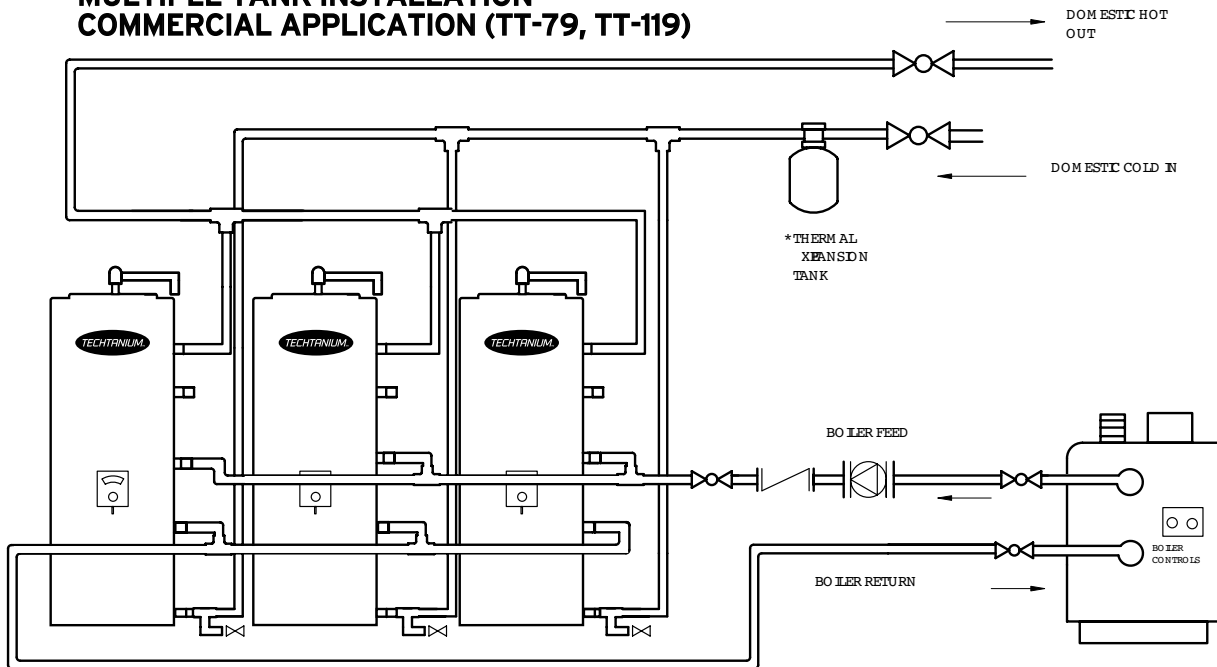 MULTIPLE TANK INSTALLATION
COMMERCIAL APPLICATION (TT-79, TT-119)
DOMESTIC HOT
OUT
DOMESTIC COLD IN
*THERMAL
XPANSION
TANK
TECHTANIUM
TECHTANIUM
TECHTANIUM
BOILER FEED
BOILER
CONTROLS
BOILER RETURN